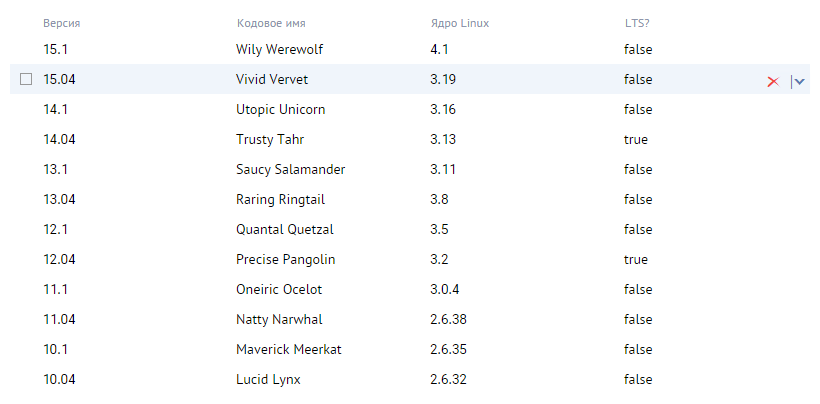 Версия Кодовое имя Ядро Linux LTS?
15.1 Wily Werewolf 4.1 false
15.04 Vivid Vervet 3.19 false
14.1 Utopic Unicorn 3.16 false
14.04 Trusty Tahr 3.13 true
13.1 Saucy Salamander 3.11 false
13.04 Raring Ringtail 3.8 false
12.1 Quantal Quetzal 3.5 false
12.04 Precise Pangolin 3.2 true
11.1 Oneiric Ocelot 3.0.4 false
11.04 Natty Narwhal 2.6.38 false
10.1 Maverick Meerkat 2.6.35 false
10.04 Lucid Lynx 2.6.32 false